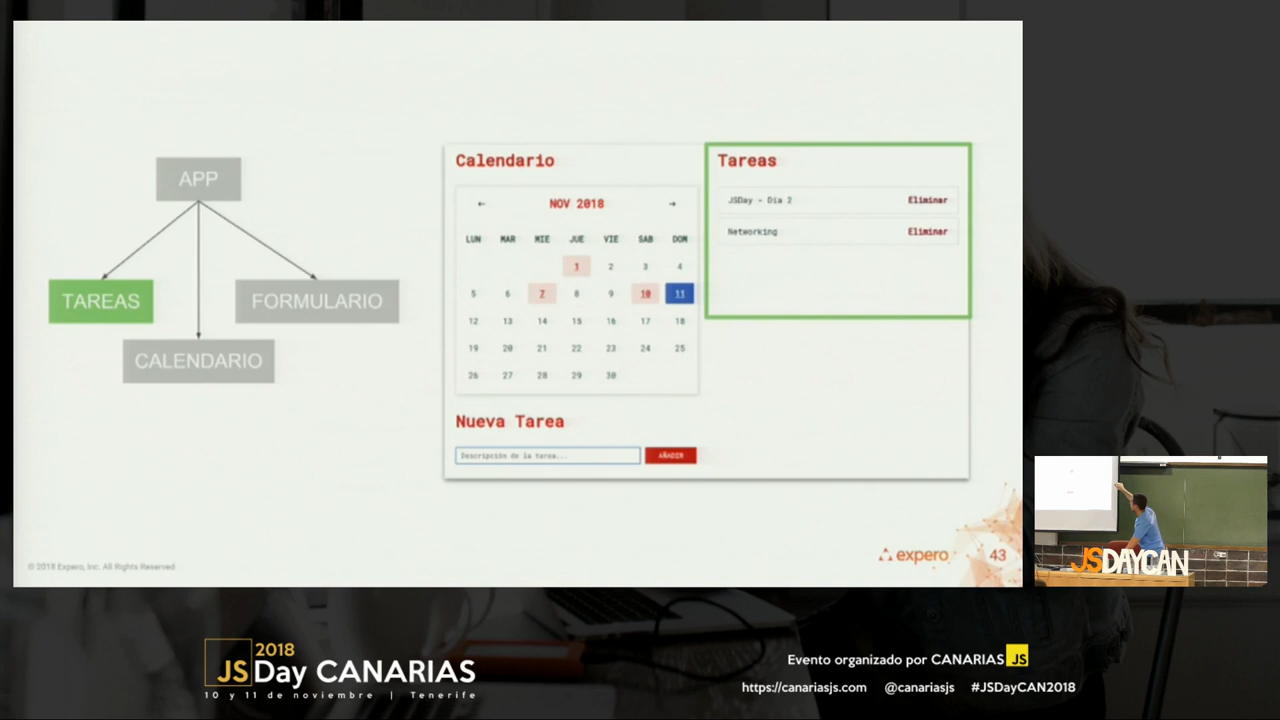 APP
TAREAS
FORMULARIO
CALENDARIO
Calendario
← NOV 2018 →
LUN MAR MIE JUE VIE SAB DOM
1 2 3 4
5 6 7 8 9 10 11
12 13 14 15 16 17 18
19 20 21 22 23 24 25
26 27 28 29 30
Nueva Tarea
Descripción de la tarea...
AÑADIR
Tareas
JSDay - Dia 2 Eliminar
Networking Eliminar
© 2018 Expero, Inc. All Rights Reserved
expero
43
JSDAYCAN
2018
JSDay CANARIAS
10 y 11 de noviembre | Tenerife
Evento organizado por CANARIAS JS
https://canariasjs.com @canariasjs #JSDayCAN2018